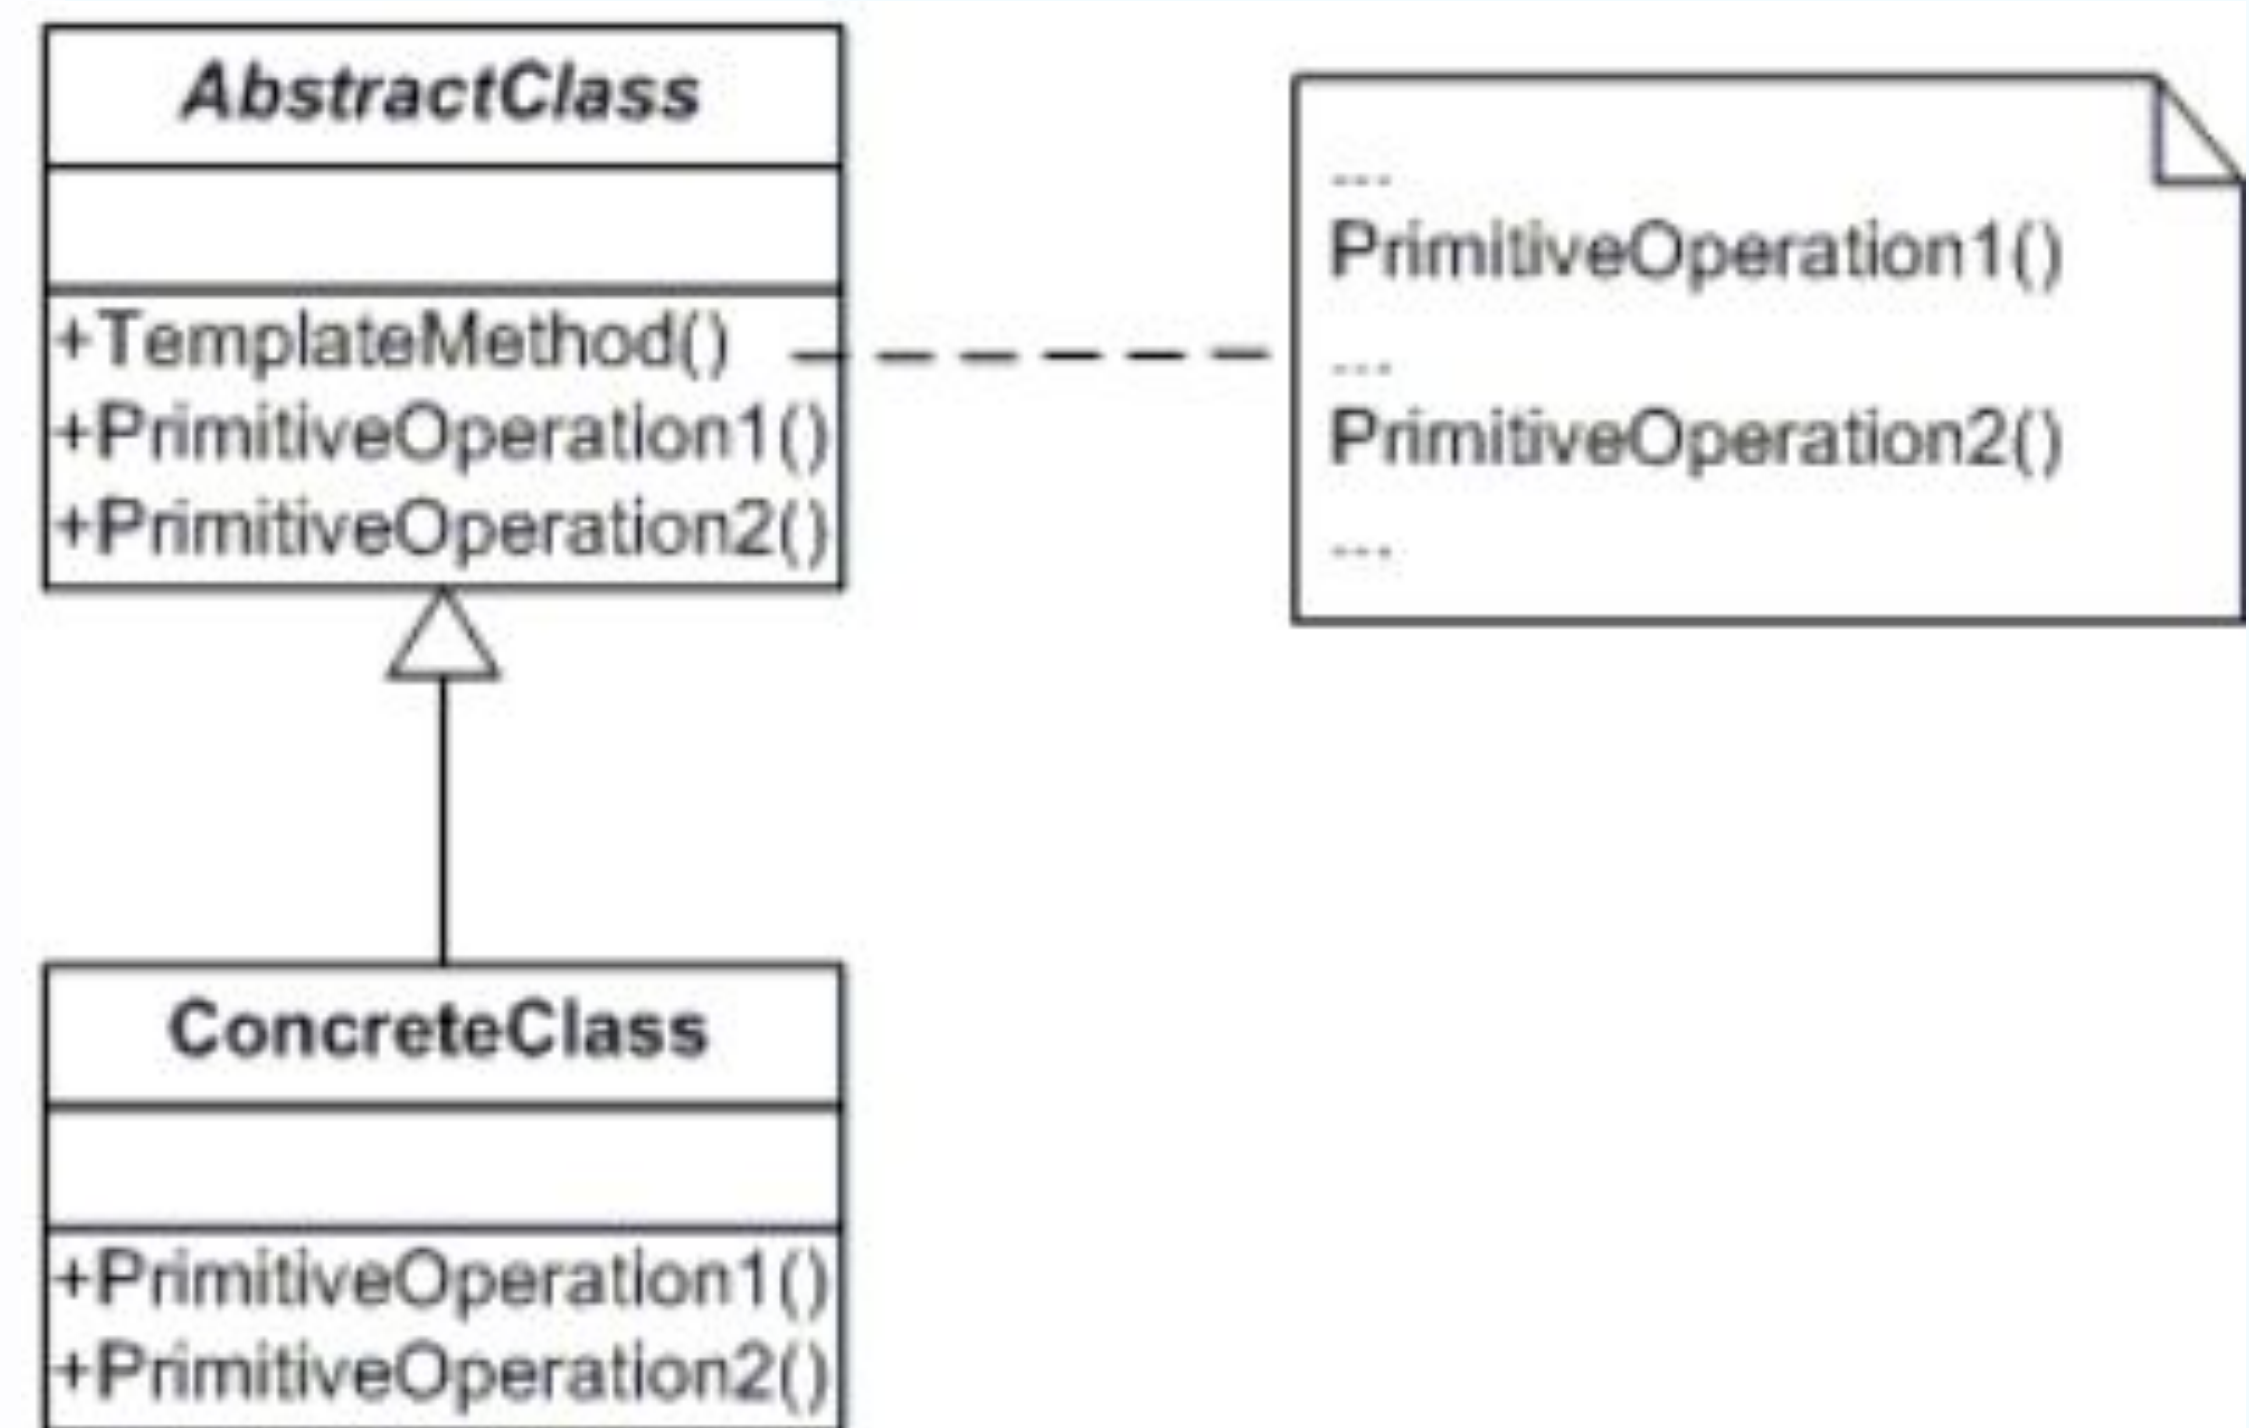 AbstractClass
+TemplateMethod()
+PrimitiveOperation1()
+PrimitiveOperation2()
...
PrimitiveOperation1()
...
PrimitiveOperation2()
...
ConcreteClass
+PrimitiveOperation1()
+PrimitiveOperation2()